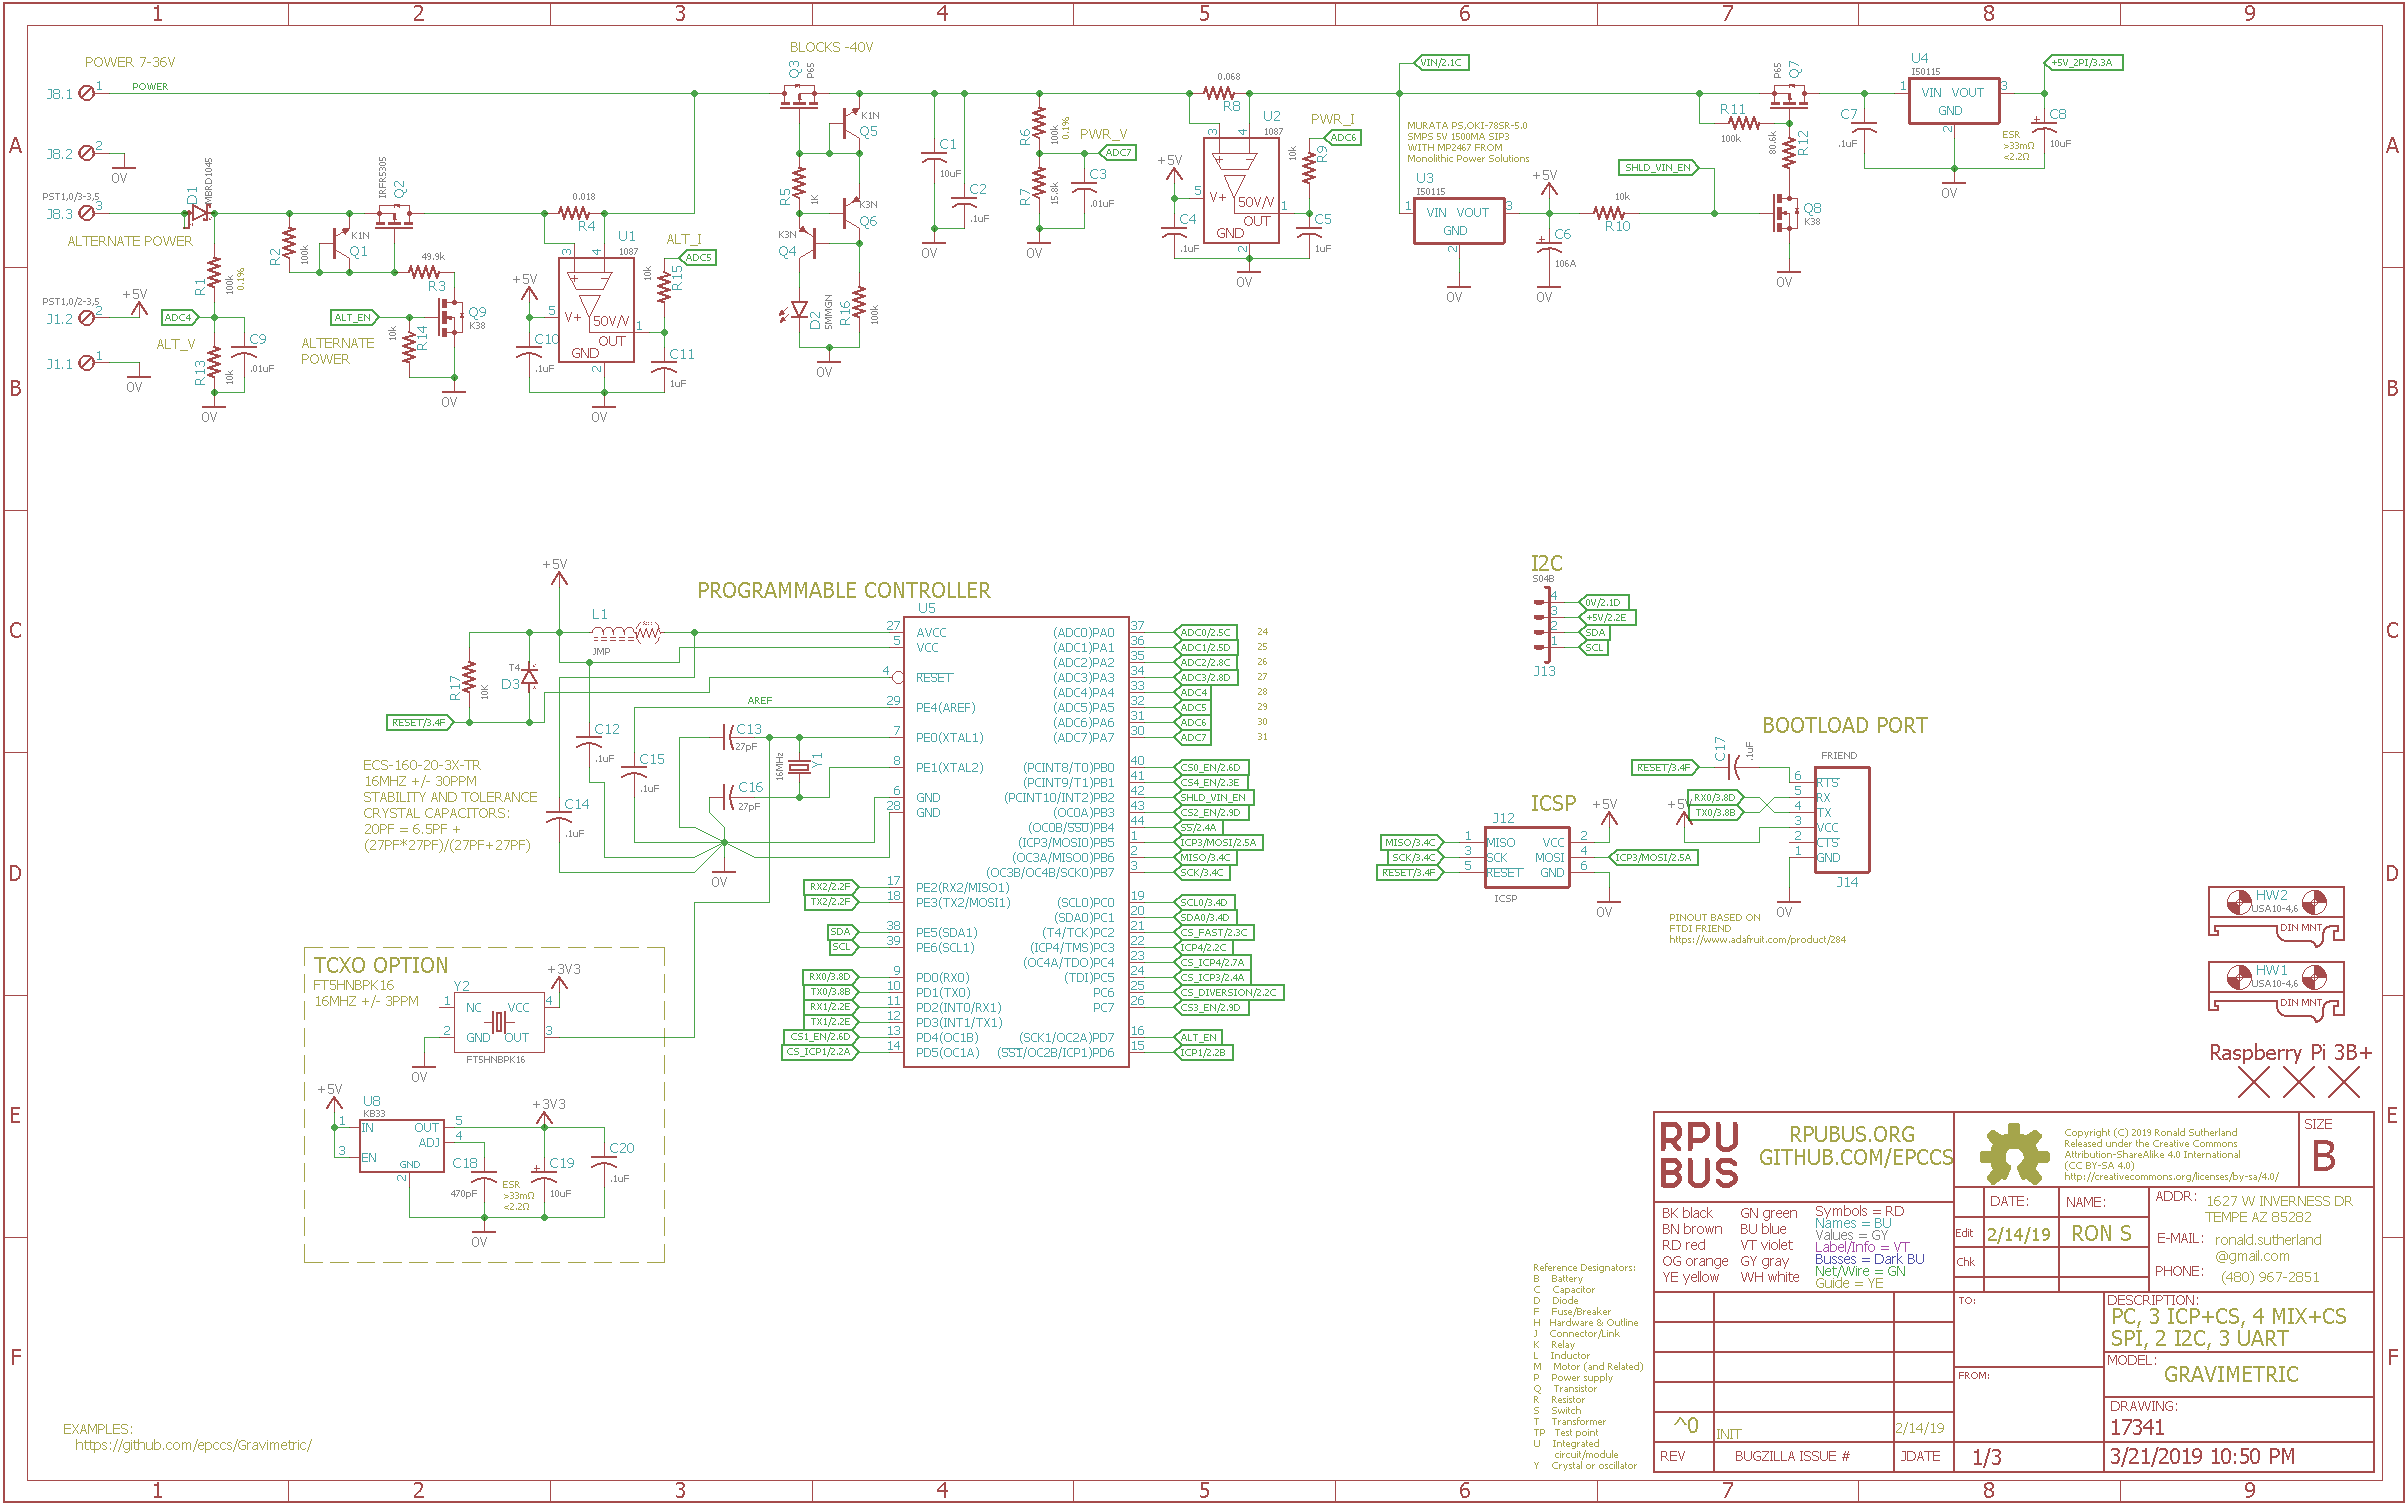 1 2 3 4 5 6 7 8 9
A
B
C
D
E
F
POWER 7-36V
J8.1 1 POWER
J8.2 2
0V
PST1,0/3-3,5
J8.3 3
ALTERNATE POWER
PST1,0/2-3,5
J1.2 2
+5V
J1.1 1
0V
D1
MBRD1045
R1
100k
0.1%
ADC4
ALT_V
R13
10k
C9
.01uF
0V
R2
100k
Q1
K1N
IRFR5305
Q2
49.9k
R3
ALT_EN
ALTERNATE
POWER
10k
R14
Q9
K38
0V
0.018
R4
U1
1087
3 4
V+
50V/V
OUT
GND
5 1 2
+5V
C10
.1uF
0V
ALT_I
ADC5
10k
R15
C11
1uF
BLOCKS -40V
Q3
P65
K1N
Q5
R5
1K
K3N
Q6
K3N
Q4
D2
5MMGN
R16
100k
0V
C1
10uF
C2
.1uF
0V
R6
100k
0.1%
PWR_V
ADC7
R7
15.8k
C3
.01uF
0V
0.068
R8
U2
1087
3 4
V+
50V/V
OUT
GND
5 1 2
+5V
C4
.1uF
0V
PWR_I
ADC6
10k
R9
C5
1uF
VIN/2.1C
MURATA PS,OKI-78SR-5.0
SMPS 5V 1500MA SIP3
WITH MP2467 FROM
Monolithic Power Solutions
U3
I50115
1 VIN VOUT 3
GND
2
0V
+5V
C6
106A
0V
10k
R10
SHLD_VIN_EN
R11
100k
P65
Q7
80.6k
R12
Q8
K38
0V
C7
.1uF
U4
I50115
1 VIN VOUT 3
GND
2
0V
+5V_2PI/3.3A
C8
10uF
ESR
>33mΩ
<2.2Ω
PROGRAMMABLE CONTROLLER
+5V
L1
JMP
T4
D3
R17
10K
RESET/3.4F
AREF
C12
.1uF
C15
.1uF
C14
.1uF
C13
27pF
C16
27pF
16MHz
Y1
0V
ECS-160-20-3X-TR
16MHZ +/- 30PPM
STABILITY AND TOLERANCE
CRYSTAL CAPACITORS:
20PF = 6.5PF +
(27PF*27PF)/(27PF+27PF)
U5
27 AVCC
5 VCC
4 RESET
29 PE4(AREF)
7 PE0(XTAL1)
8 PE1(XTAL2)
6 GND
28 GND
RX2/2.2F 17 PE2(RX2/MISO1)
TX2/2.2F 18 PE3(TX2/MOSI1)
SDA 38 PE5(SDA1)
SCL 39 PE6(SCL1)
RX0/3.8D 9 PD0(RX0)
TX0/3.8B 10 PD1(TX0)
RX1/2.2E 11 PD2(INT0/RX1)
TX1/2.2E 12 PD3(INT1/TX1)
CS1_EN/2.6D 13 PD4(OC1B)
CS_ICP1/2.2A 14 PD5(OC1A)
(ADC0)PA0 37 ADC0/2.5C 24
(ADC1)PA1 36 ADC1/2.5D 25
(ADC2)PA2 35 ADC2/2.8C 26
(ADC3)PA3 34 ADC3/2.8D 27
(ADC4)PA4 33 ADC4 28
(ADC5)PA5 32 ADC5 29
(ADC6)PA6 31 ADC6 30
(ADC7)PA7 30 ADC7 31
(PCINT8/T0)PB0 40 CS0_EN/2.6D
(PCINT9/T1)PB1 41 CS4_EN/2.3E
(PCINT10/INT2)PB2 42 SHLD_VIN_EN
(OC0A)PB3 43 CS2_EN/2.9D
(OC0B/SS0)PB4 44 SS/2.4A
(ICP3/MOSI0)PB5 1 ICP3/MOSI/2.5A
(OC3A/MISO0)PB6 2 MISO/3.4C
(OC3B/OC4B/SCK0)PB7 3 SCK/3.4C
(SCL0)PC0 19 SCL0/3.4D
(SDA0)PC1 20 SDA0/3.4D
(T4/TCK)PC2 21 CS_FAST/2.3C
(ICP4/TMS)PC3 22 ICP4/2.2C
(OC4A/TDO)PC4 23 CS_ICP4/2.7A
(TDI)PC5 24 CS_ICP3/2.4A
PC6 25 CS_DIVERSION/2.2C
PC7 26 CS3_EN/2.9D
(SCK1/OC2A)PD7 16 ALT_EN
(SS1/OC2B/ICP1)PD6 15 ICP1/2.2B
TCXO OPTION
FT5HNBPK16
16MHZ +/- 3PPM
Y2
+3V3
1 NC VCC 4
2 GND OUT 3
FT5HNBPK16
0V
+5V
U8
KB33
1 IN OUT 5
ADJ 4
3 EN
GND
2
+3V3
C18
470pF
ESR
>33mΩ
<2.2Ω
C19
10uF
C20
.1uF
0V
I2C
S04B
4 0V/2.1D
3 +5V/2.2E
2 SDA
1 SCL
J13
ICSP
+5V
J12
MISO/3.4C 1 MISO VCC 2
SCK/3.4C 3 SCK MOSI 4 ICP3/MOSI/2.5A
RESET/3.4F 5 RESET GND 6
ICSP
0V
BOOTLOAD PORT
C17
.1uF
FRIEND
RESET/3.4F 6 RTS
RX0/3.8D 5 RX
TX0/3.8B 4 TX
+5V 3 VCC
2 CTS
1 GND
J14
0V
PINOUT BASED ON
FTDI FRIEND
https://www.adafruit.com/product/284
HW2
USA10-4,6
DIN MNT
HW1
USA10-4,6
DIN MNT
Raspberry Pi 3B+
RPU
BUS
RPUBUS.ORG
GITHUB.COM/EPCCS
Copyright (C) 2019 Ronald Sutherland
Released under the Creative Commons
Attribution-ShareAlike 4.0 International
(CC BY-SA 4.0)
http://creativecommons.org/licenses/by-sa/4.0/
SIZE
B
BK black GN green
BN brown BU blue
RD red VT violet
OG orange GY gray
YE yellow WH white
Symbols = RD
Names = BU
Values = GY
Label/Info = VT
Busses = Dark BU
Net/Wire = GN
Guide = YE
DATE: NAME:
Edit 2/14/19 RON S
Chk
ADDR: 1627 W INVERNESS DR
TEMPE AZ 85282
E-MAIL: ronald.sutherland
@gmail.com
PHONE: (480) 967-2851
TO:
FROM:
DESCRIPTION:
PC, 3 ICP+CS, 4 MIX+CS
SPI, 2 I2C, 3 UART
MODEL:
GRAVIMETRIC
DRAWING:
17341
^0 INIT 2/14/19
REV BUGZILLA ISSUE # JDATE
1/3
3/21/2019 10:50 PM
Reference Designators:
B Battery
C Capacitor
D Diode
F Fuse/Breaker
H Hardware & Outline
J Connector/Link
K Relay
L Inductor
M Motor (and Related)
P Power supply
Q Transistor
R Resistor
S Switch
T Transformer
TP Test point
U Integrated
circuit/module
Y Crystal or oscillator
EXAMPLES:
https://github.com/epccs/Gravimetric/
A
B
C
D
E
F
1 2 3 4 5 6 7 8 9